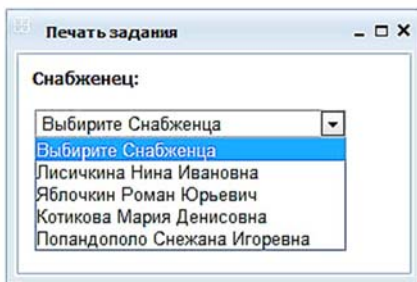 Печать задания
Снабженец:
Выбирите Снабженца
Выбирите Снабженца
Лисичкина Нина Ивановна
Яблочкин Роман Юрьевич
Котикова Мария Денисовна
Попандополо Снежана Игоревна